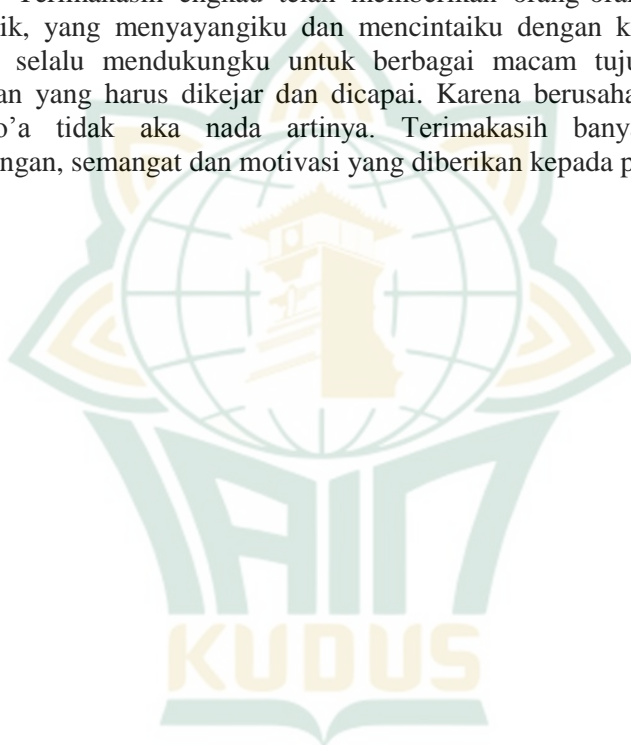 Terimakasih engkau telah memberikan orang-oran
ik, yang menyayangiku dan mencintaiku dengan k
selalu mendukungku untuk berbagai macam tuju
an yang harus dikejar dan dicapai. Karena berusaha
o'a tidak aka nada artinya. Terimakasih bany
ngan, semangat dan motivasi yang diberikan kepada p
IAIN
KUDUS